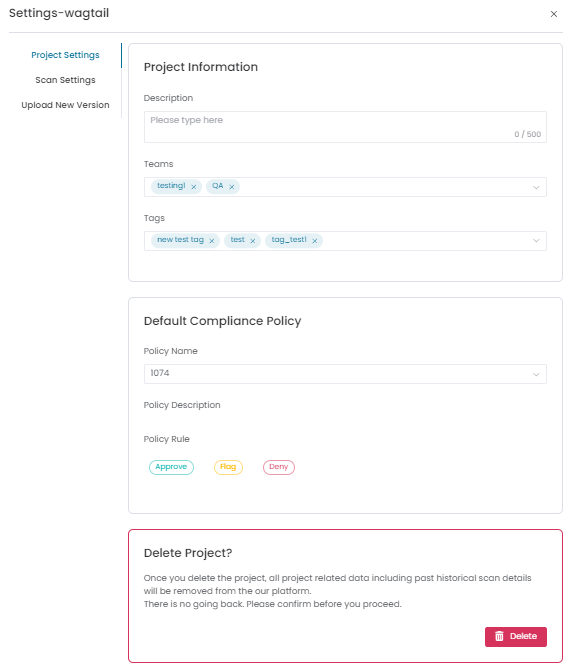 Settings-wagtail
Project Settings
Scan Settings
Upload New Version
Project Information
Description
Please type here
0 / 500
Teams
testing1
QA
Tags
new test tag
test
tag_test1
Default Compliance Policy
Policy Name
1074
Policy Description
Policy Rule
Approve
Flag
Deny
Delete Project?
Once you delete the project, all project related data including past historical scan details
will be removed from the our platform.
There is no going back. Please confirm before you proceed.
Delete